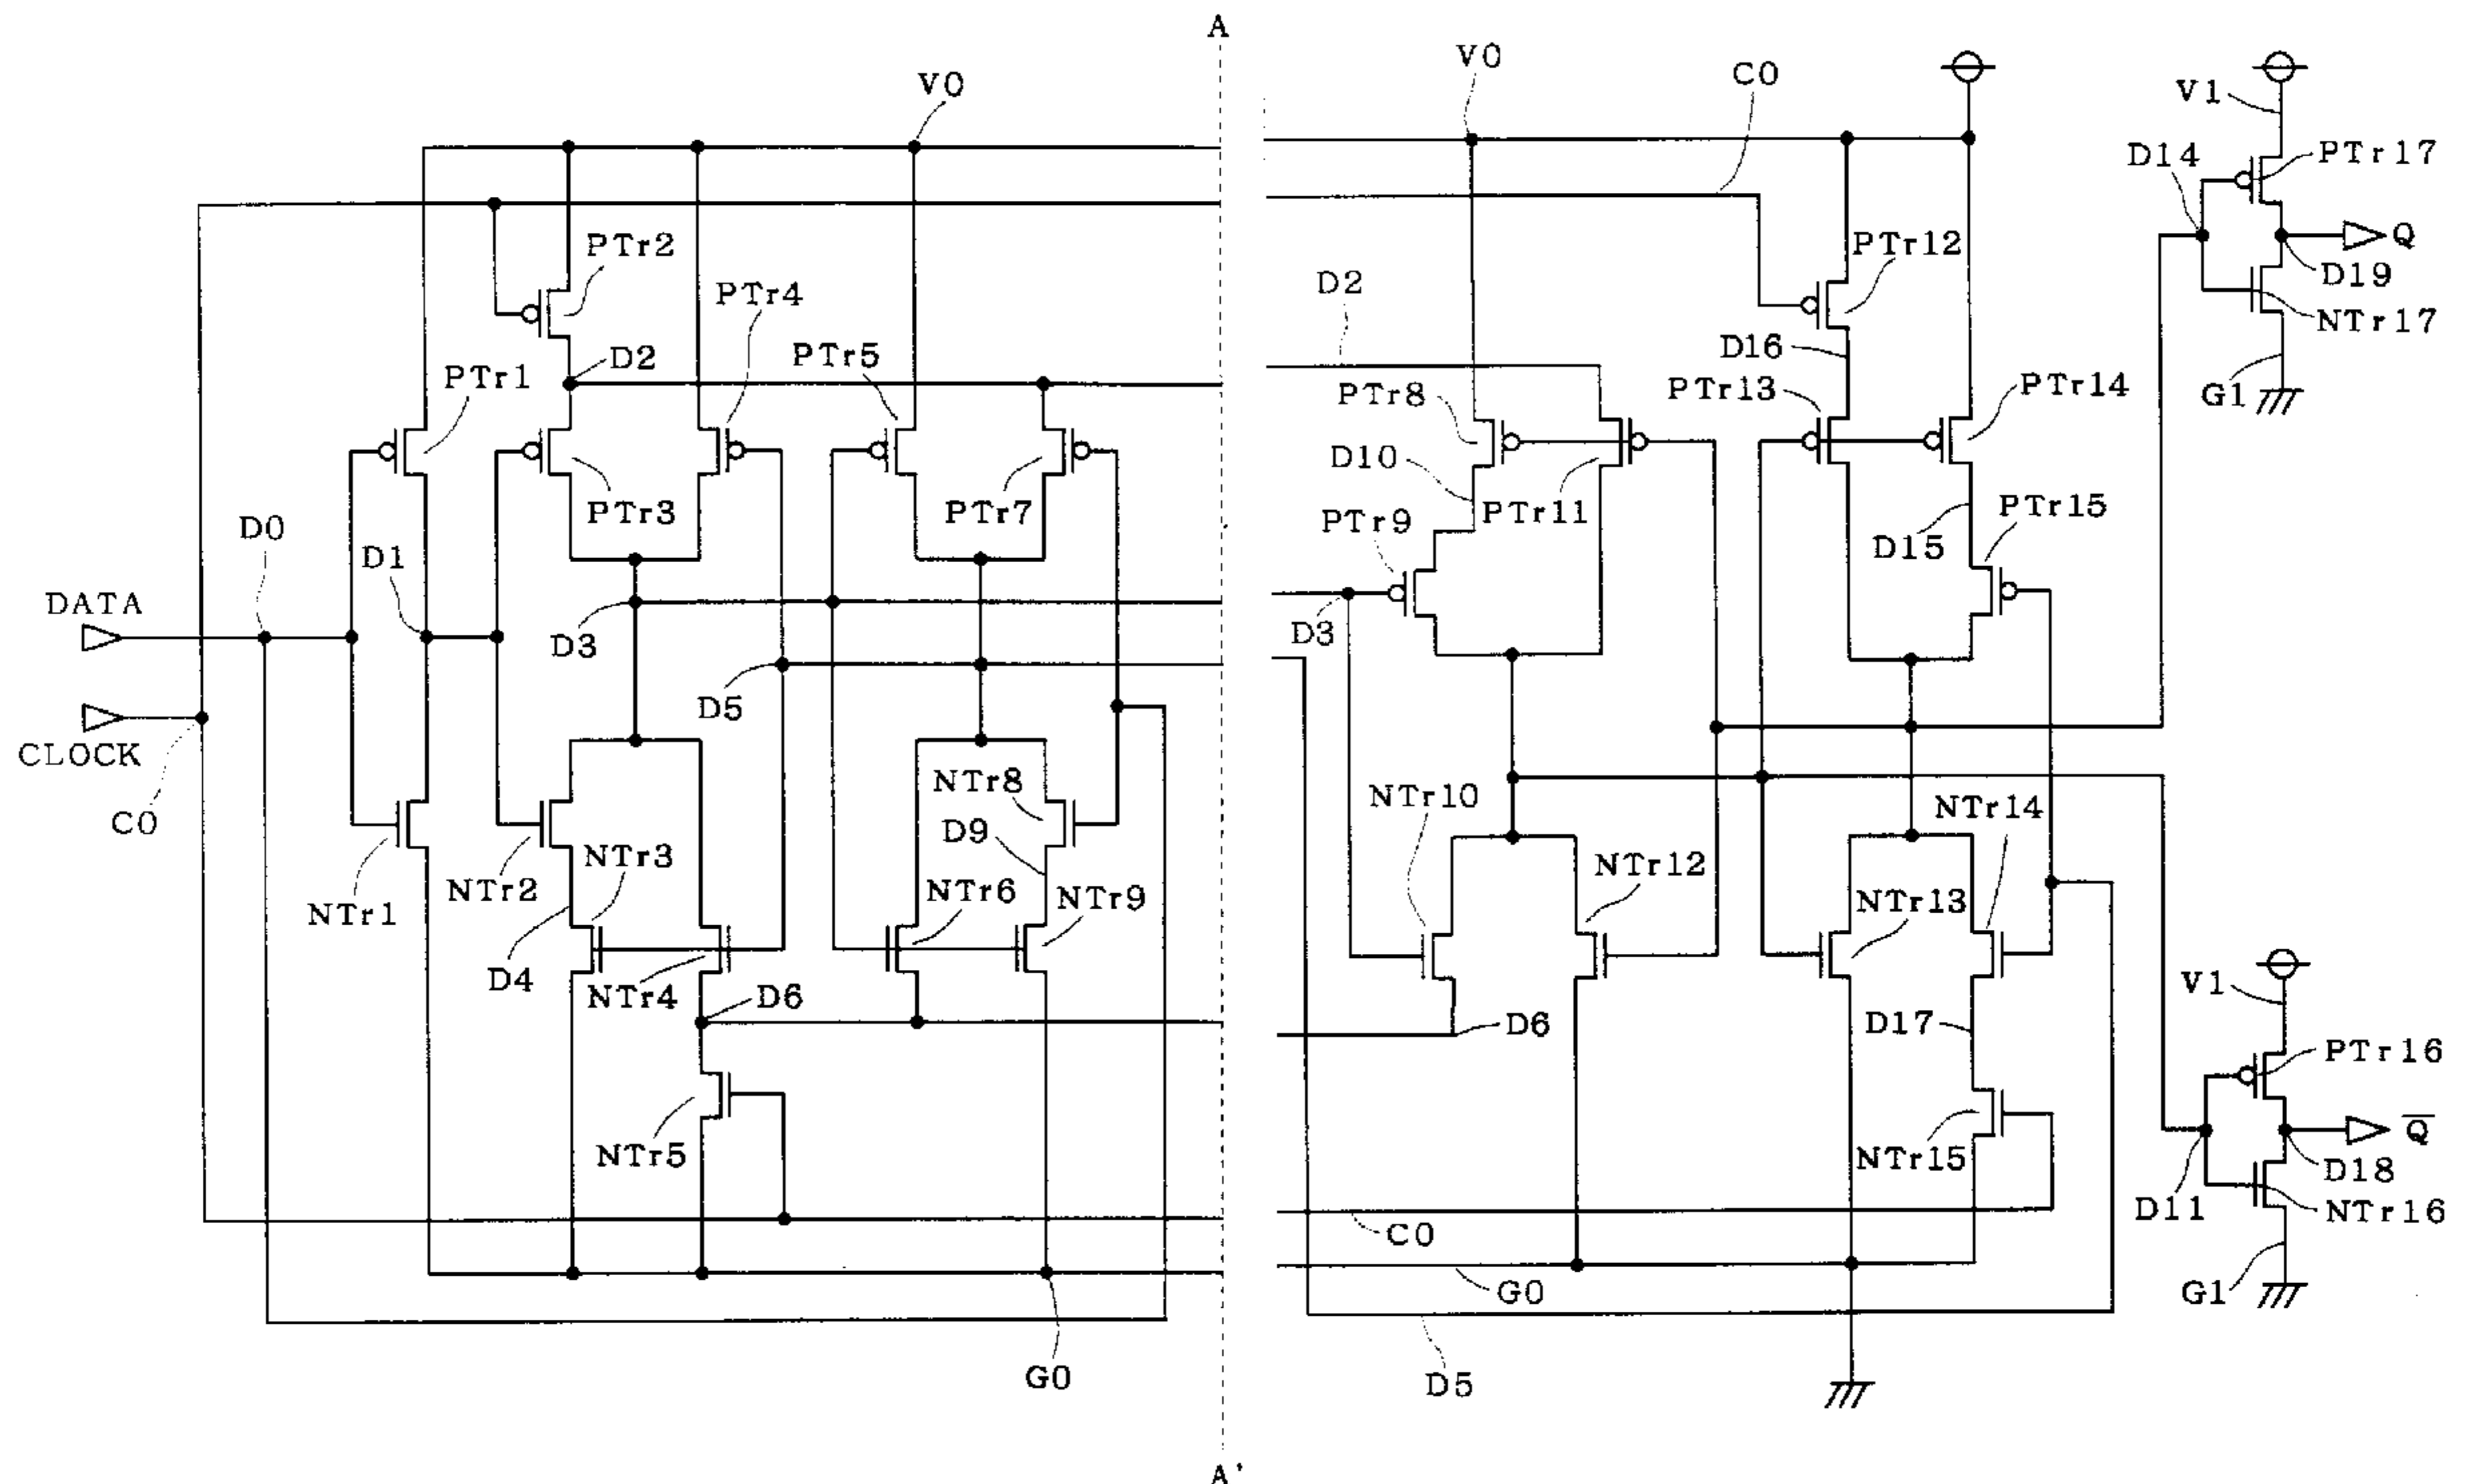 A
V0
V0
C0
V1
D14
PTr17
PTr2
PTr12
Q
D2
PTr4
D19
NTr17
D16
D2
PTr5
PTr1
PTr8
PTr13
PTr14
G1
D10
PTr3
PTr7
PTr9
PTr11
PTr15
D0
D1
D15
DATA
D3
D3
D5
CLOCK
C0
NTr8
NTr10
NTr14
D9
NTr3
NTr12
NTr2
NTr6
NTr9
NTr13
NTr1
D4
NTr4
D6
D6
D17
V1
PTr16
NTr5
NTr15
Q̅
D18
D11
NTr16
C0
G0
G1
G0
D5
A'